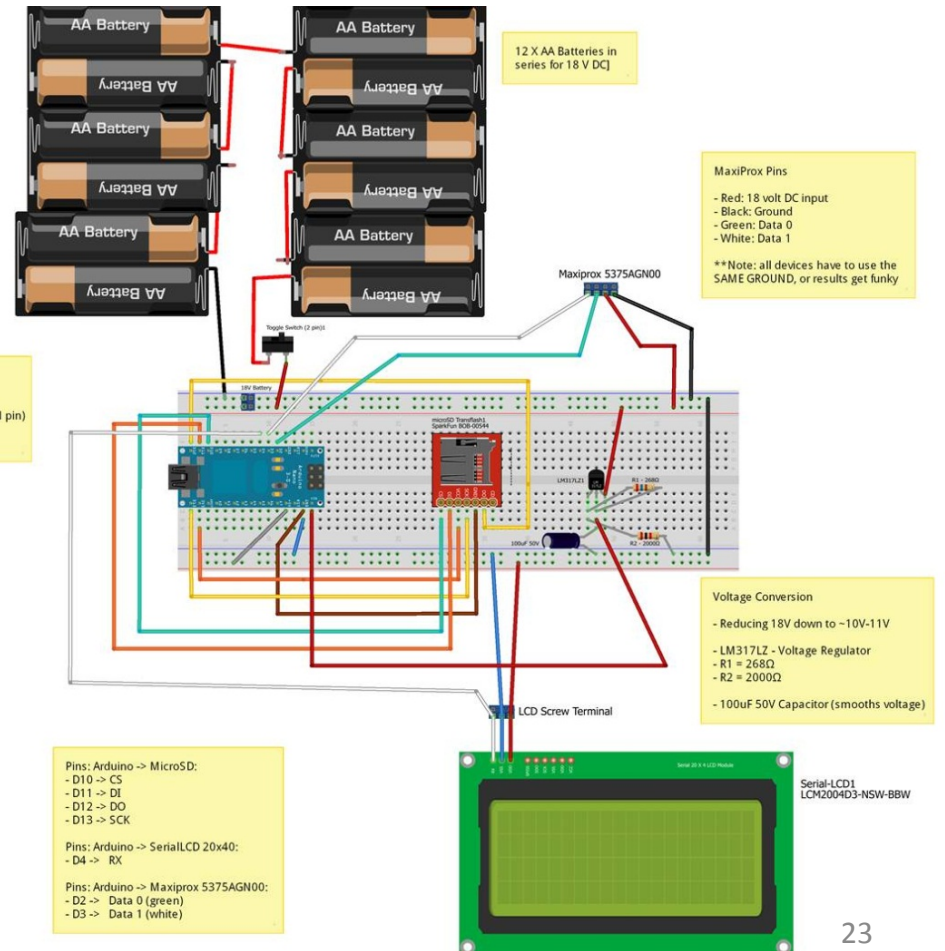 AA Battery
AA Battery
AA Battery
AA Battery
AA Battery
AA Battery
AA Battery
AA Battery
AA Battery
AA Battery
AA Battery
AA Battery
12 X AA Batteries in
series for 18 V DC]
MaxiProx Pins
- Red: 18 volt DC input
- Black: Ground
- Green: Data 0
- White: Data 1
**Note: all devices have to use the
SAME GROUND, or results get funky
Maxiprox 5375AGN00
Toggle Switch (2 pin)1
18V Battery
pin)
microSD Transflash1
SparkFun BOB-00544
LM317LZ1
R1 - 268Ω
100uF 50V
R2 - 2000Ω
Voltage Conversion
- Reducing 18V down to ~10V-11V
- LM317LZ - Voltage Regulator
- R1 = 268Ω
- R2 = 2000Ω
- 100uF 50V Capacitor (smooths voltage)
LCD Screw Terminal
Pins: Arduino -> MicroSD:
- D10 -> CS
- D11 -> DI
- D12 -> DO
- D13 -> SCK
Pins: Arduino -> SerialLCD 20x40:
- D4 -> RX
Pins: Arduino -> Maxiprox 5375AGN00:
- D2 -> Data 0 (green)
- D3 -> Data 1 (white)
Serial 20 X 4 LCD Module
Serial-LCD1
LCM2004D3-NSW-BBW
23